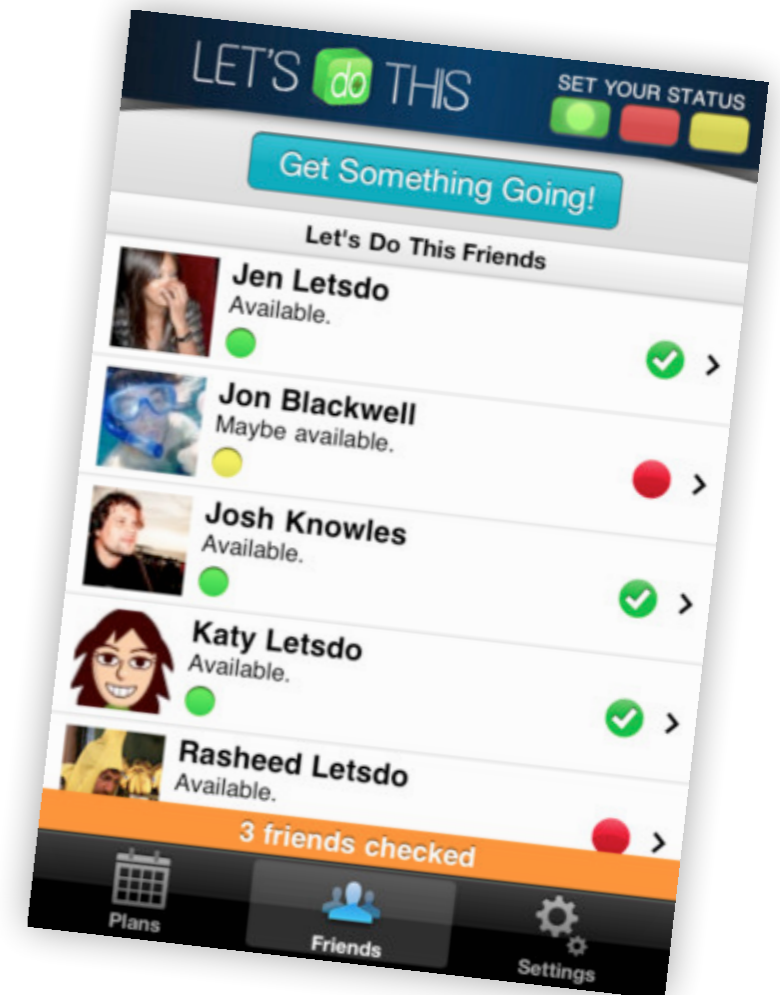 LET'S do THIS
SET YOUR STATUS
Get Something Going!
Let's Do This Friends
Jen Letsdo
Available.
Jon Blackwell
Maybe available.
Josh Knowles
Available.
Katy Letsdo
Available.
Rasheed Letsdo
Available.
3 friends checked
Plans
Friends
Settings